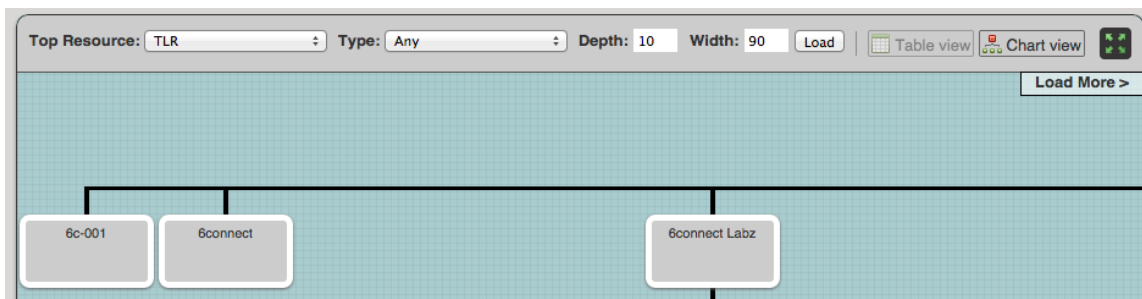 Top Resource: TLR Type: Any Depth: 10 Width: 90 Load Table view Chart view
Load More >
6c-001 6connect 6connect Labz